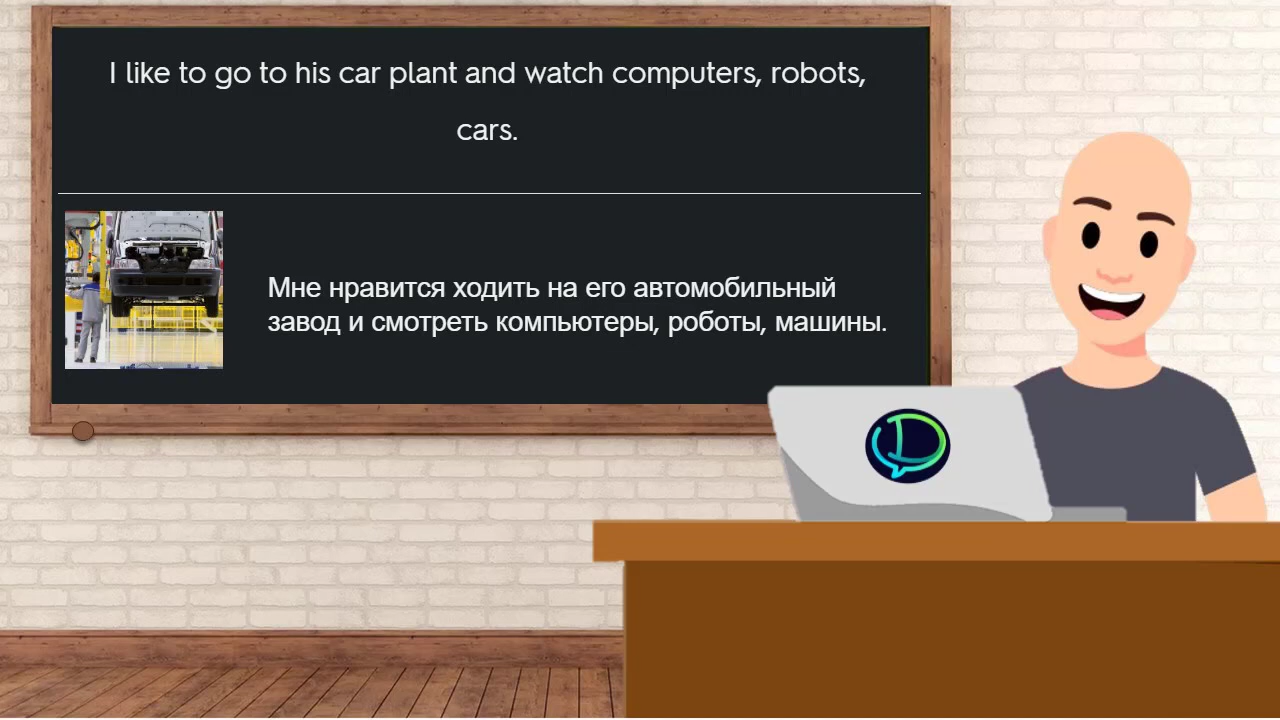 I like to go to his car plant and watch computers, robots,
cars.
Мне нравится ходить на его автомобильный
завод и смотреть компьютеры, роботы, машины.